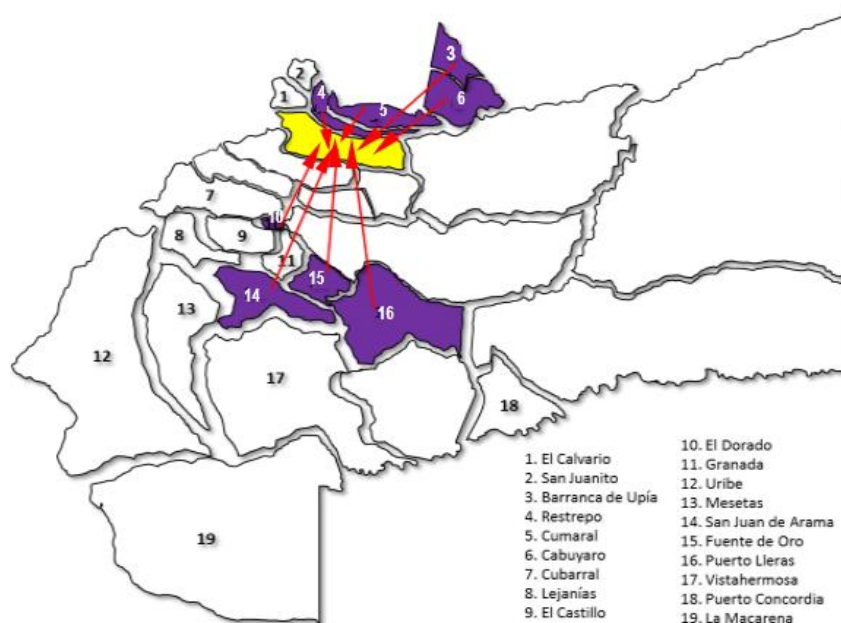 3
2
4
1
6
5
7
10
8
9
11
15
14
16
13
12
17
18
19
1. El Calvario
2. San Juanito
3. Barranca de Upía
4. Restrepo
5. Cumaral
6. Cabuyaro
7. Cubarral
8. Lejanías
9. El Castillo
10. El Dorado
11. Granada
12. Uribe
13. Mesetas
14. San Juan de Arama
15. Fuente de Oro
16. Puerto Lleras
17. Vistahermosa
18. Puerto Concordia
19. La Macarena